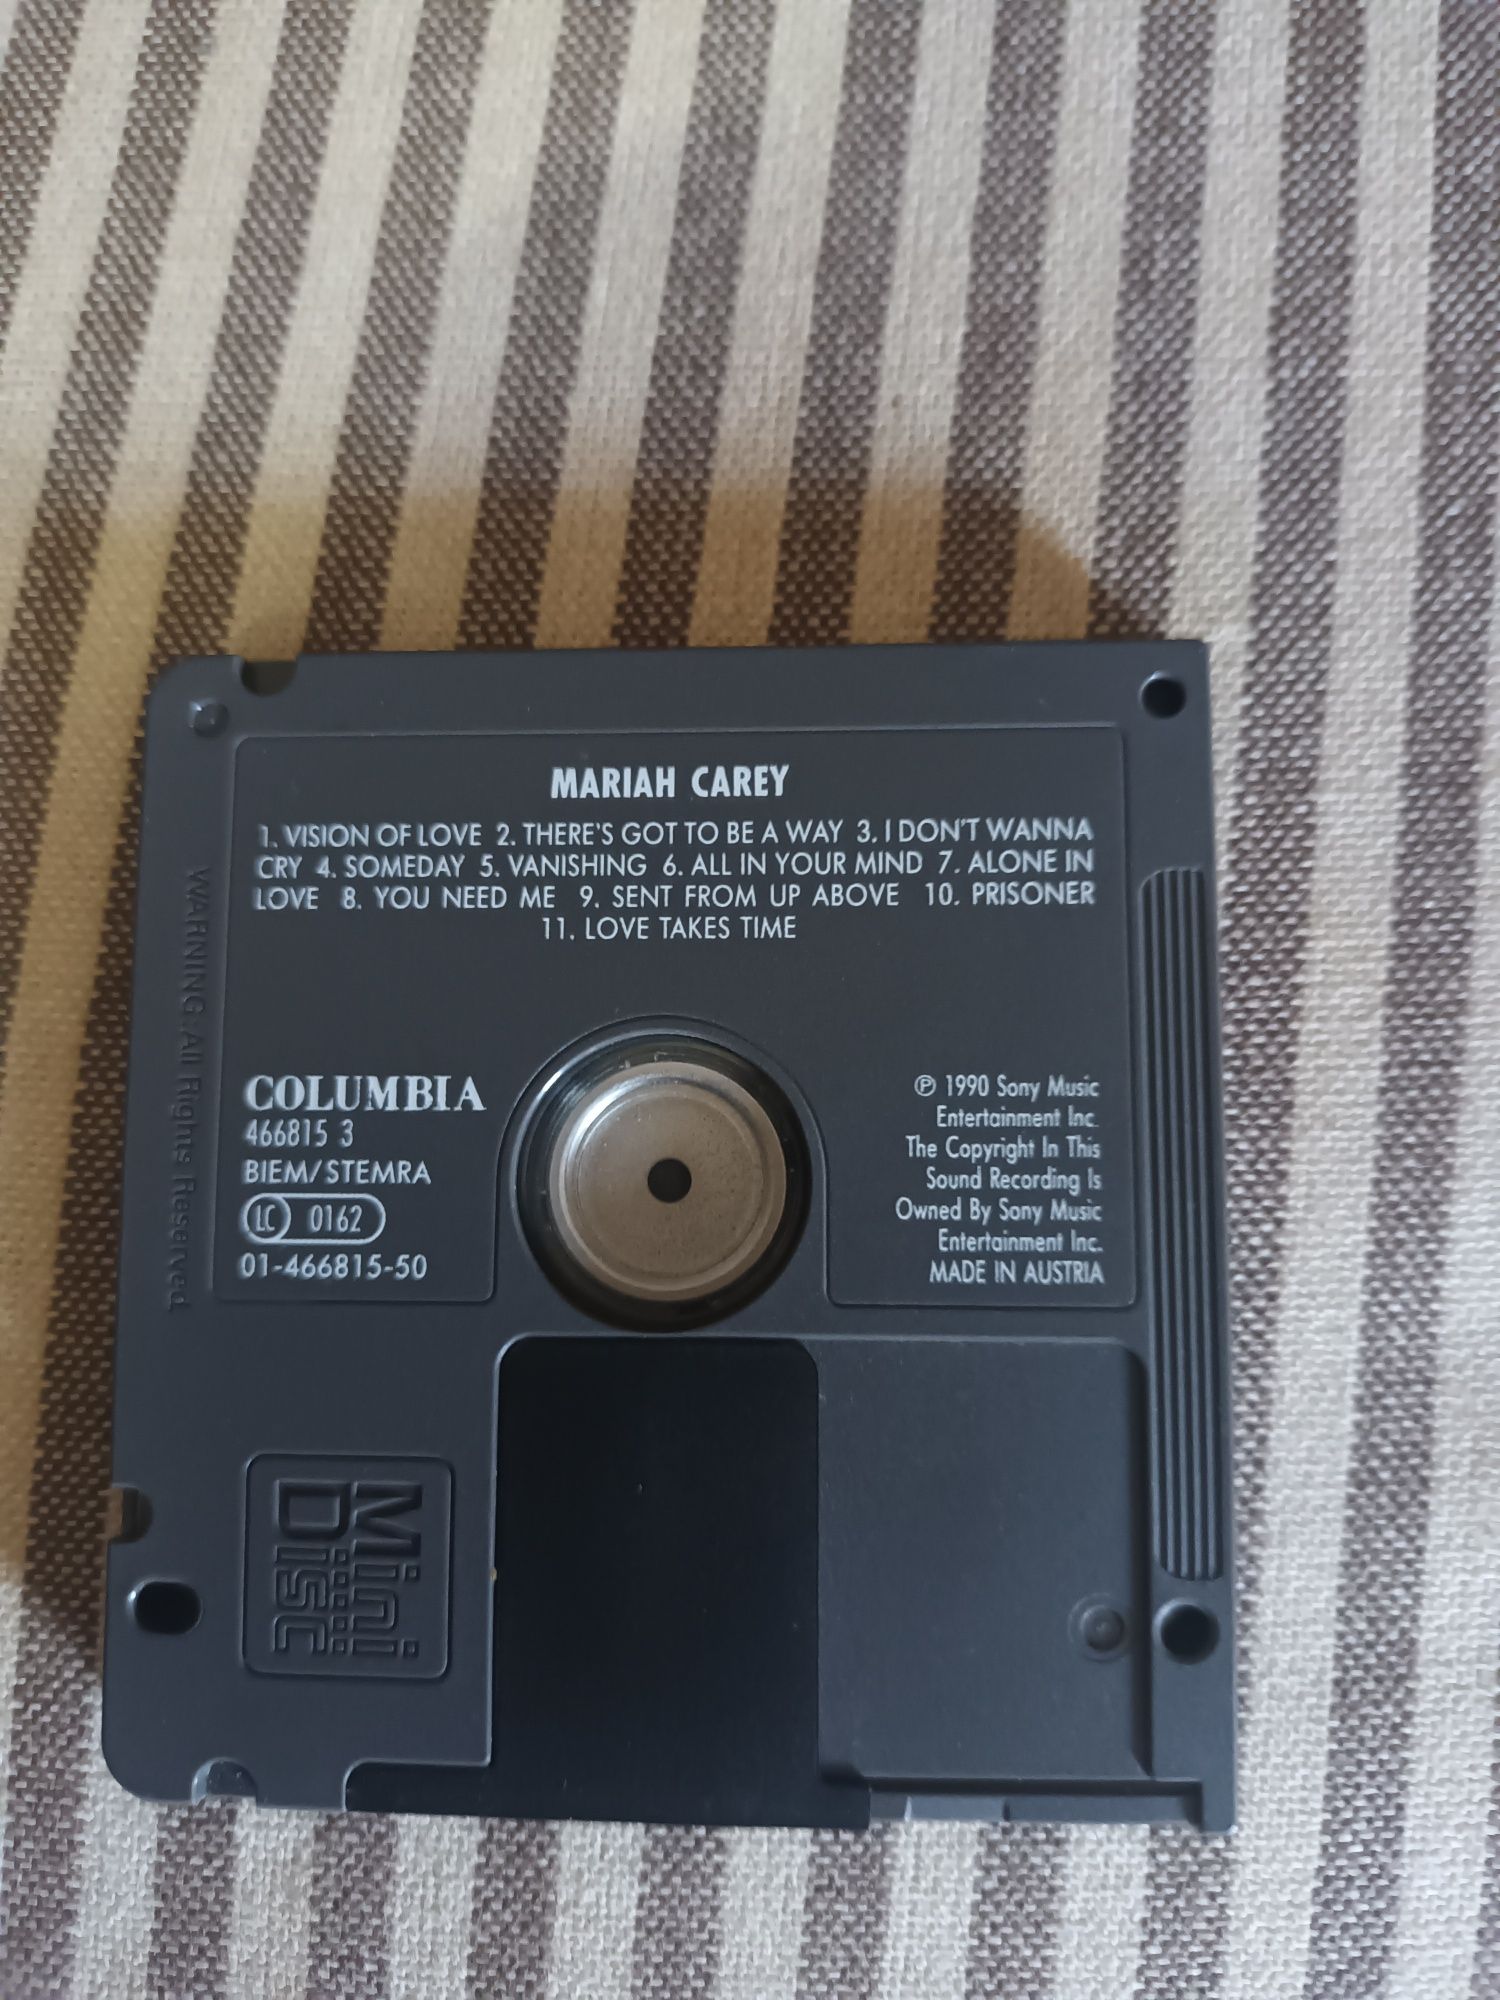 MARIAH CAREY
1. VISION OF LOVE 2. THERE'S GOT TO BE A WAY 3. I DON'T WANNA
CRY 4. SOMEDAY 5. VANISHING 6. ALL IN YOUR MIND 7. ALONE IN
LOVE 8. YOU NEED ME 9. SENT FROM UP ABOVE 10. PRISONER
11. LOVE TAKES TIME
WARNING: All Rights Reserved.
COLUMBIA
466815 3
BIEM/STEMRA
LC 0162
01-466815-50
℗ 1990 Sony Music
Entertainment Inc.
The Copyright In This
Sound Recording Is
Owned By Sony Music
Entertainment Inc.
MADE IN AUSTRIA
Mini
Disc